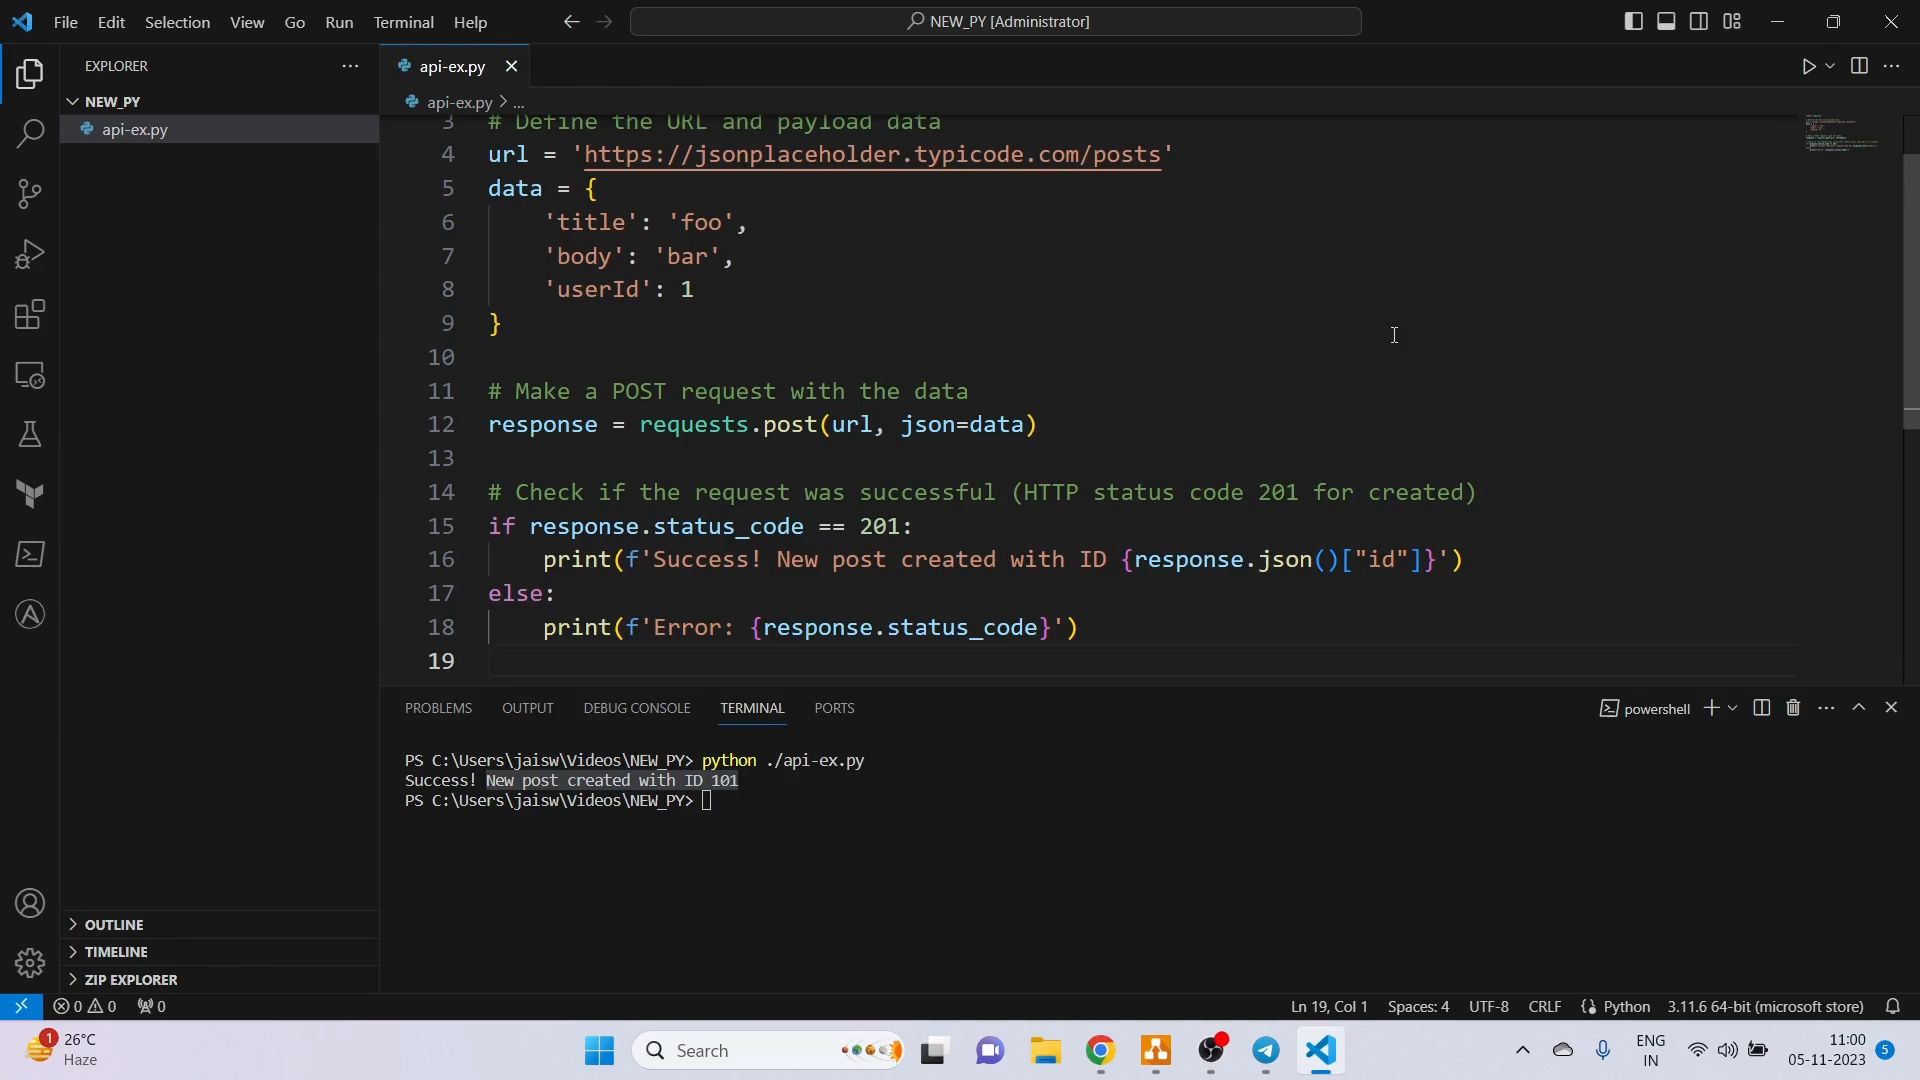 File Edit Selection View Go Run Terminal Help
NEW_PY [Administrator]
EXPLORER
NEW_PY
api-ex.py
api-ex.py
api-ex.py > ...
3 # Define the URL and payload data
4 url = 'https://jsonplaceholder.typicode.com/posts'
5 data = {
6 'title': 'foo',
7 'body': 'bar',
8 'userId': 1
9 }
10
11 # Make a POST request with the data
12 response = requests.post(url, json=data)
13
14 # Check if the request was successful (HTTP status code 201 for created)
15 if response.status_code == 201:
16 print(f'Success! New post created with ID {response.json()["id"]}')
17 else:
18 print(f'Error: {response.status_code}')
19
PROBLEMS OUTPUT DEBUG CONSOLE TERMINAL PORTS
powershell
PS C:\Users\jaisw\Videos\NEW_PY> python ./api-ex.py
Success! New post created with ID 101
PS C:\Users\jaisw\Videos\NEW_PY>
OUTLINE
TIMELINE
ZIP EXPLORER
0 0 0
Ln 19, Col 1 Spaces: 4 UTF-8 CRLF Python 3.11.6 64-bit (microsoft store)
1
26°C
Haze
Search
ENG
IN
11:00
05-11-2023
5